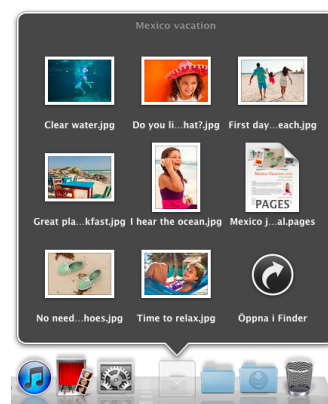 Mexico vacation
Clear water.jpg
Do you li...hat?.jpg
First day...each.jpg
Great pla...kfast.jpg
I hear the ocean.jpg
Mexico j...al.pages
PAGES
No need...hoes.jpg
Time to relax.jpg
Öppna i Finder